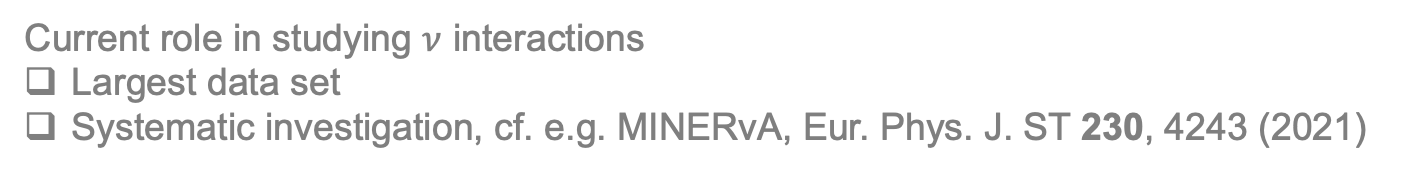 Current role in studying ν interactions
❑ Largest data set
❑ Systematic investigation, cf. e.g. MINERvA, Eur. Phys. J. ST 230, 4243 (2021)